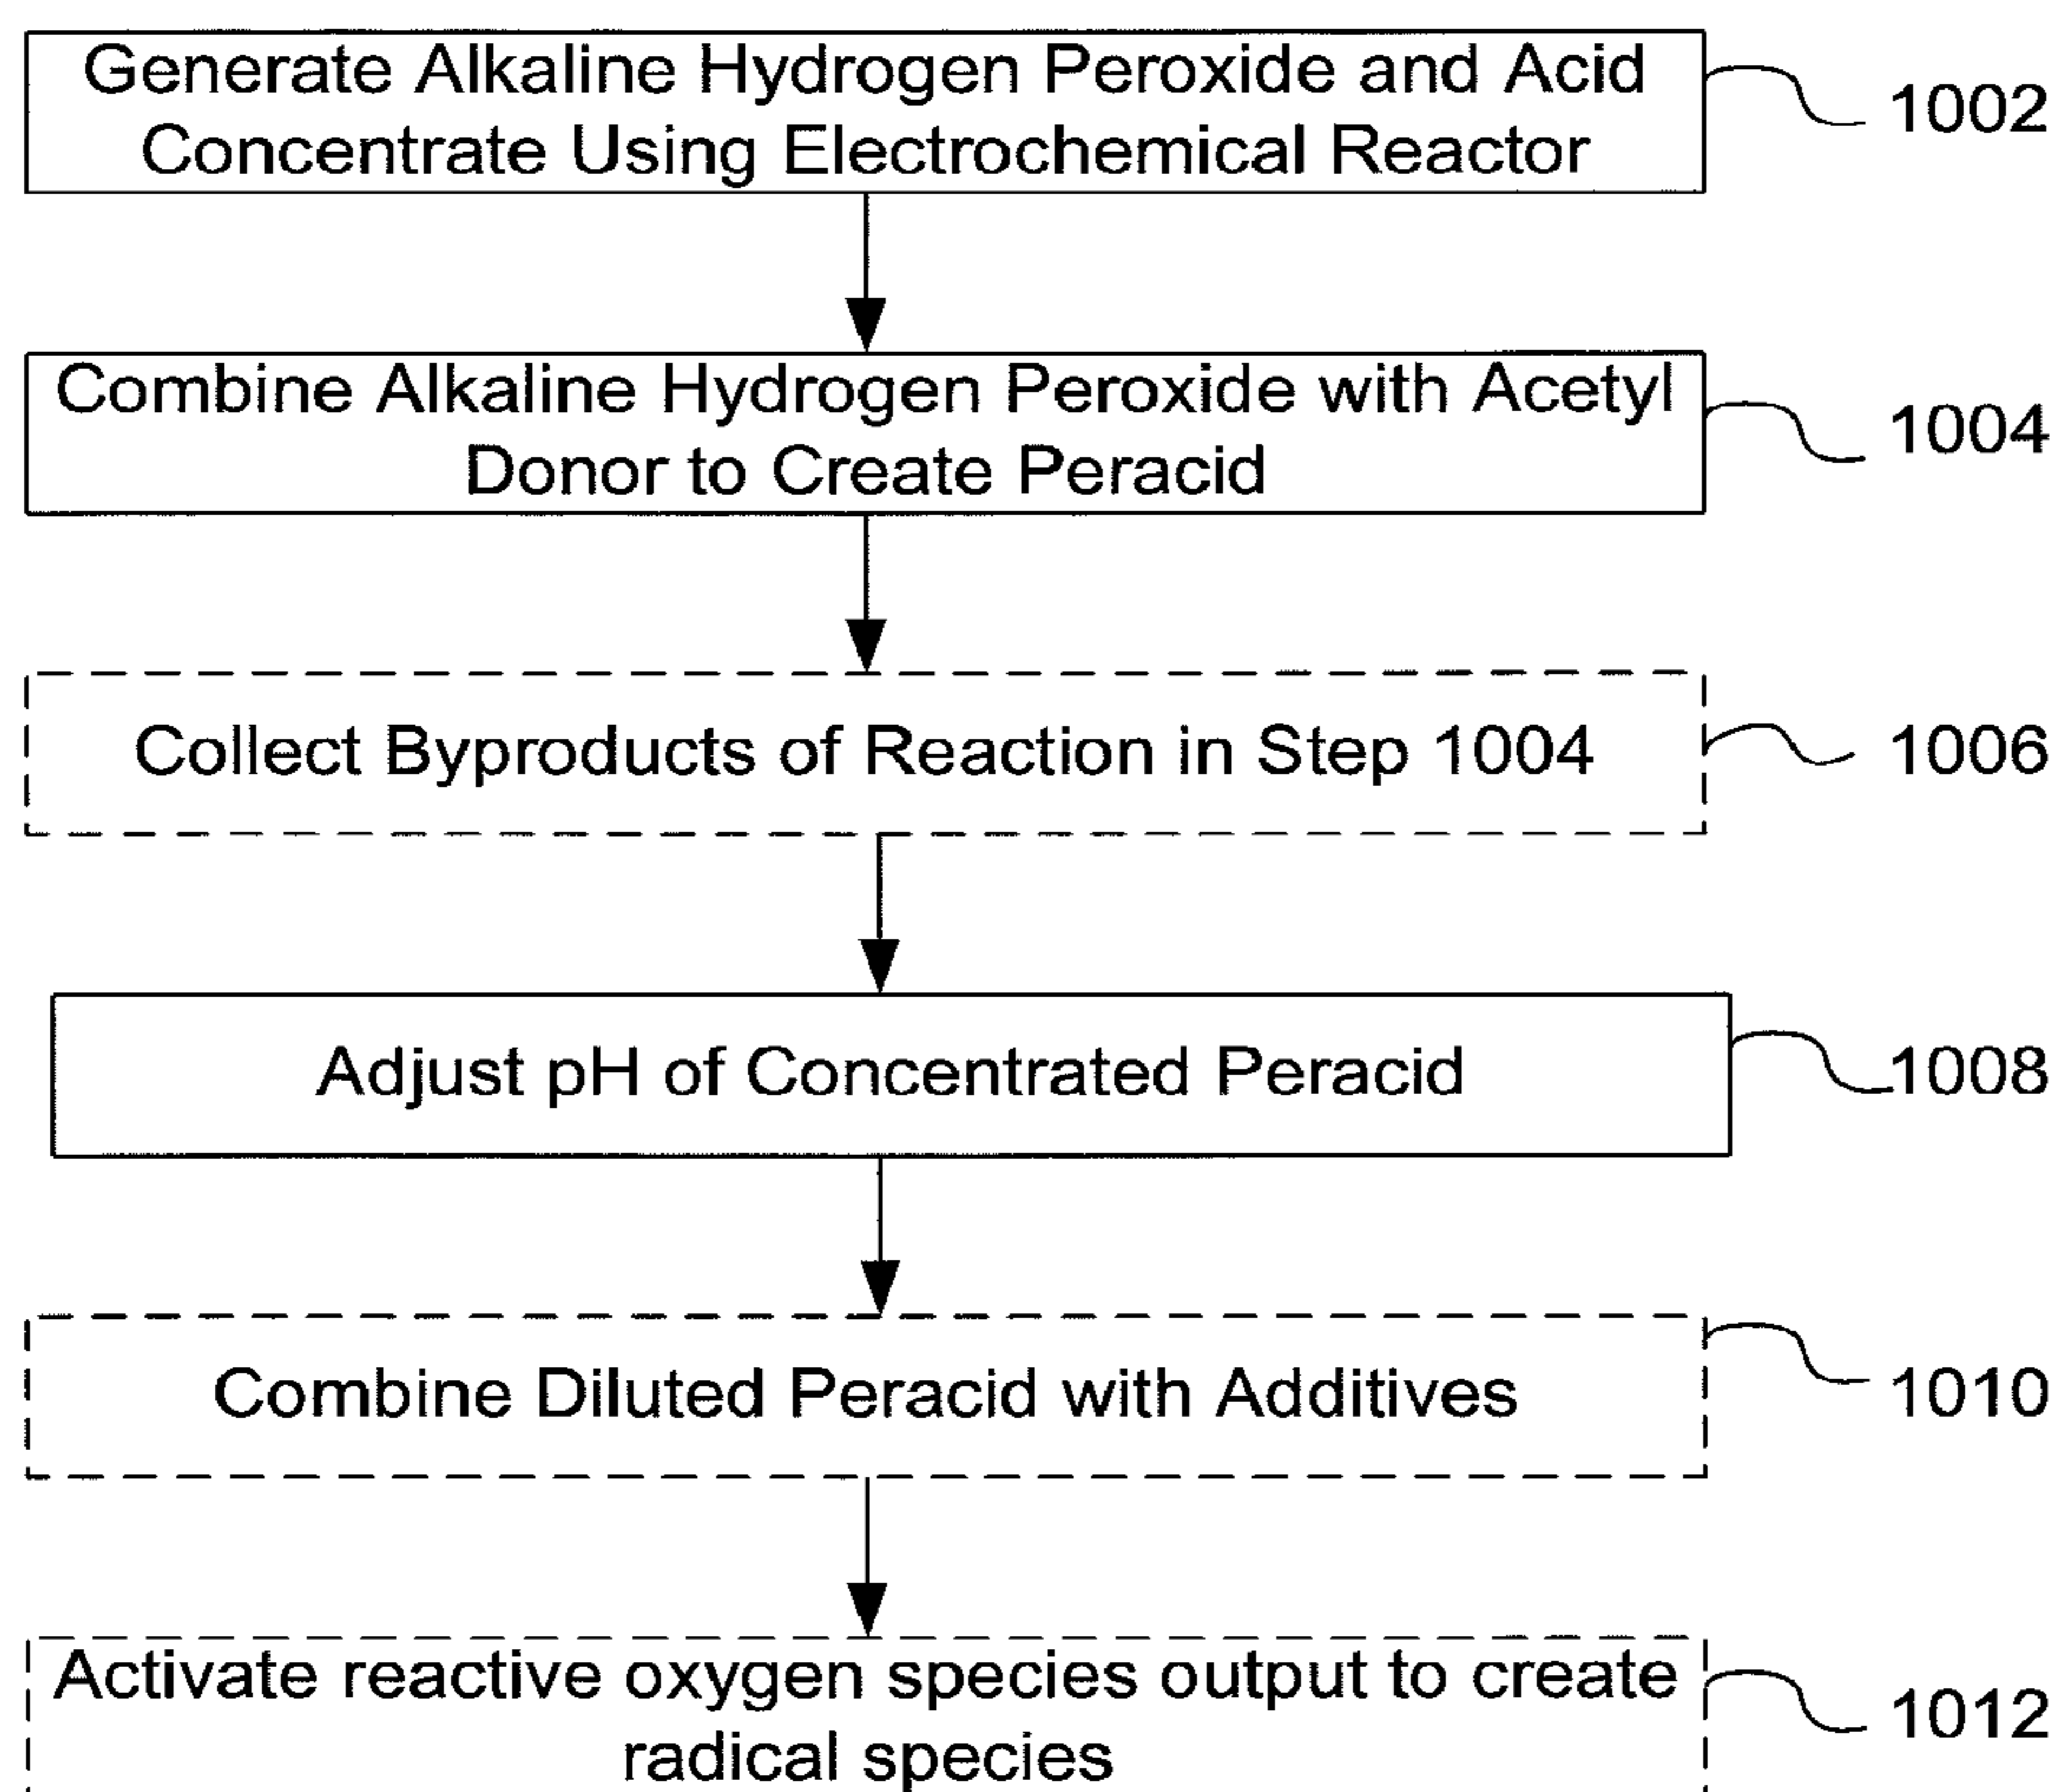 Generate Alkaline Hydrogen Peroxide and Acid
Concentrate Using Electrochemical Reactor
1002
Combine Alkaline Hydrogen Peroxide with Acetyl
Donor to Create Peracid
1004
Collect Byproducts of Reaction in Step 1004
1006
Adjust pH of Concentrated Peracid
1008
Combine Diluted Peracid with Additives
1010
Activate reactive oxygen species output to create
radical species
1012